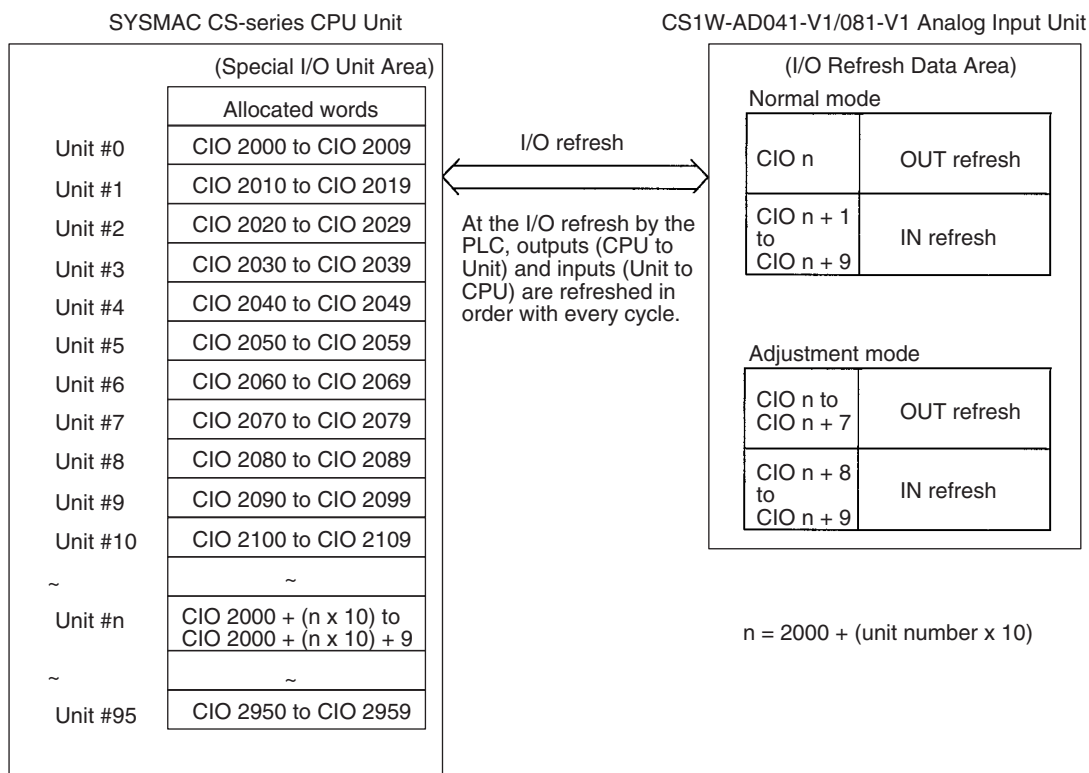 SYSMAC CS-series CPU Unit
CS1W-AD041-V1/081-V1 Analog Input Unit
(Special I/O Unit Area)
Allocated words
Unit #0 CIO 2000 to CIO 2009
Unit #1 CIO 2010 to CIO 2019
Unit #2 CIO 2020 to CIO 2029
Unit #3 CIO 2030 to CIO 2039
Unit #4 CIO 2040 to CIO 2049
Unit #5 CIO 2050 to CIO 2059
Unit #6 CIO 2060 to CIO 2069
Unit #7 CIO 2070 to CIO 2079
Unit #8 CIO 2080 to CIO 2089
Unit #9 CIO 2090 to CIO 2099
Unit #10 CIO 2100 to CIO 2109
~ ~
Unit #n CIO 2000 + (n x 10) to
CIO 2000 + (n x 10) + 9
~ ~
Unit #95 CIO 2950 to CIO 2959
I/O refresh
At the I/O refresh by the
PLC, outputs (CPU to
Unit) and inputs (Unit to
CPU) are refreshed in
order with every cycle.
(I/O Refresh Data Area)
Normal mode
CIO n OUT refresh
CIO n + 1
to
CIO n + 9
IN refresh
Adjustment mode
CIO n to
CIO n + 7
OUT refresh
CIO n + 8
to
CIO n + 9
IN refresh
n = 2000 + (unit number x 10)